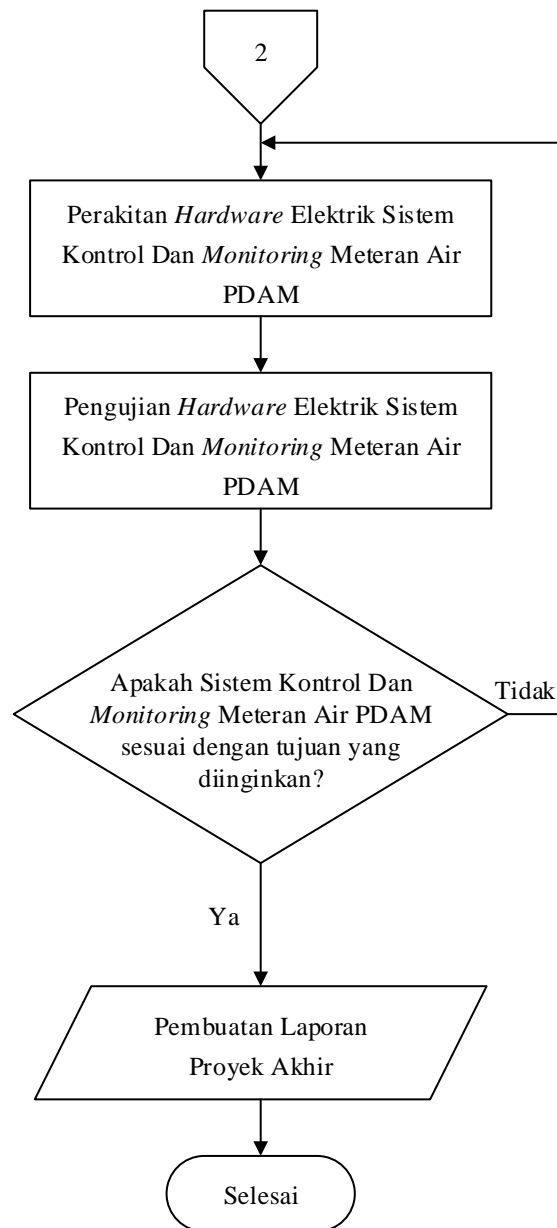 2
Perakitan Hardware Elektrik Sistem
Kontrol Dan Monitoring Meteran Air
PDAM
Pengujian Hardware Elektrik Sistem
Kontrol Dan Monitoring Meteran Air
PDAM
Apakah Sistem Kontrol Dan
Monitoring Meteran Air PDAM
sesuai dengan tujuan yang
diinginkan?
Tidak
Ya
Pembuatan Laporan
Proyek Akhir
Selesai